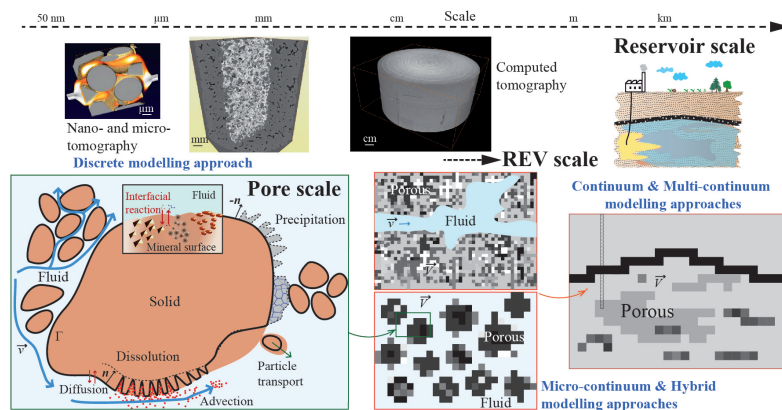 50 nm
μm
mm
cm
Scale
m
km
Reservoir scale
μm
mm
cm
Computed
tomography
Nano- and micro-
tomography
Discrete modelling approach
REV scale
Continuum & Multi-continuum
modelling approaches
Pore scale
Interfacial
reaction
Fluid
Mineral surface
-n
Precipitation
Fluid
Solid
Γ
v
Dissolution
n
Diffusion
Advection
Particle
transport
Porous
Fluid
v
V
V
Porous
Fluid
V
Porous
Micro-continuum & Hybrid
modelling approaches